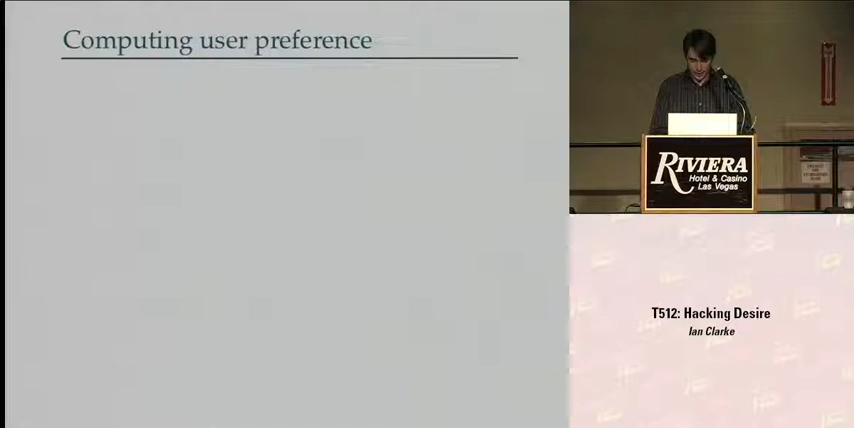 Computing user preference
RIVIERA
Hotel & Casino
Las Vegas
T512: Hacking Desire
Ian Clarke